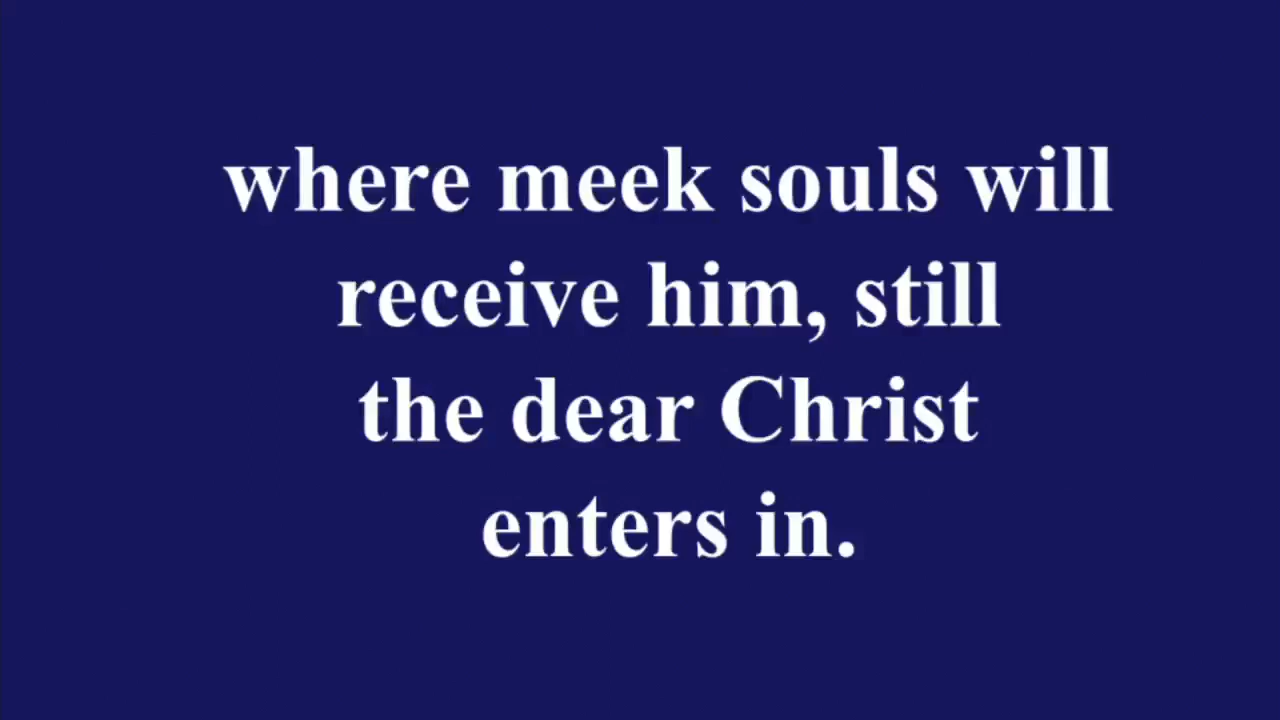 where meek souls will
receive him, still
the dear Christ
enters in.